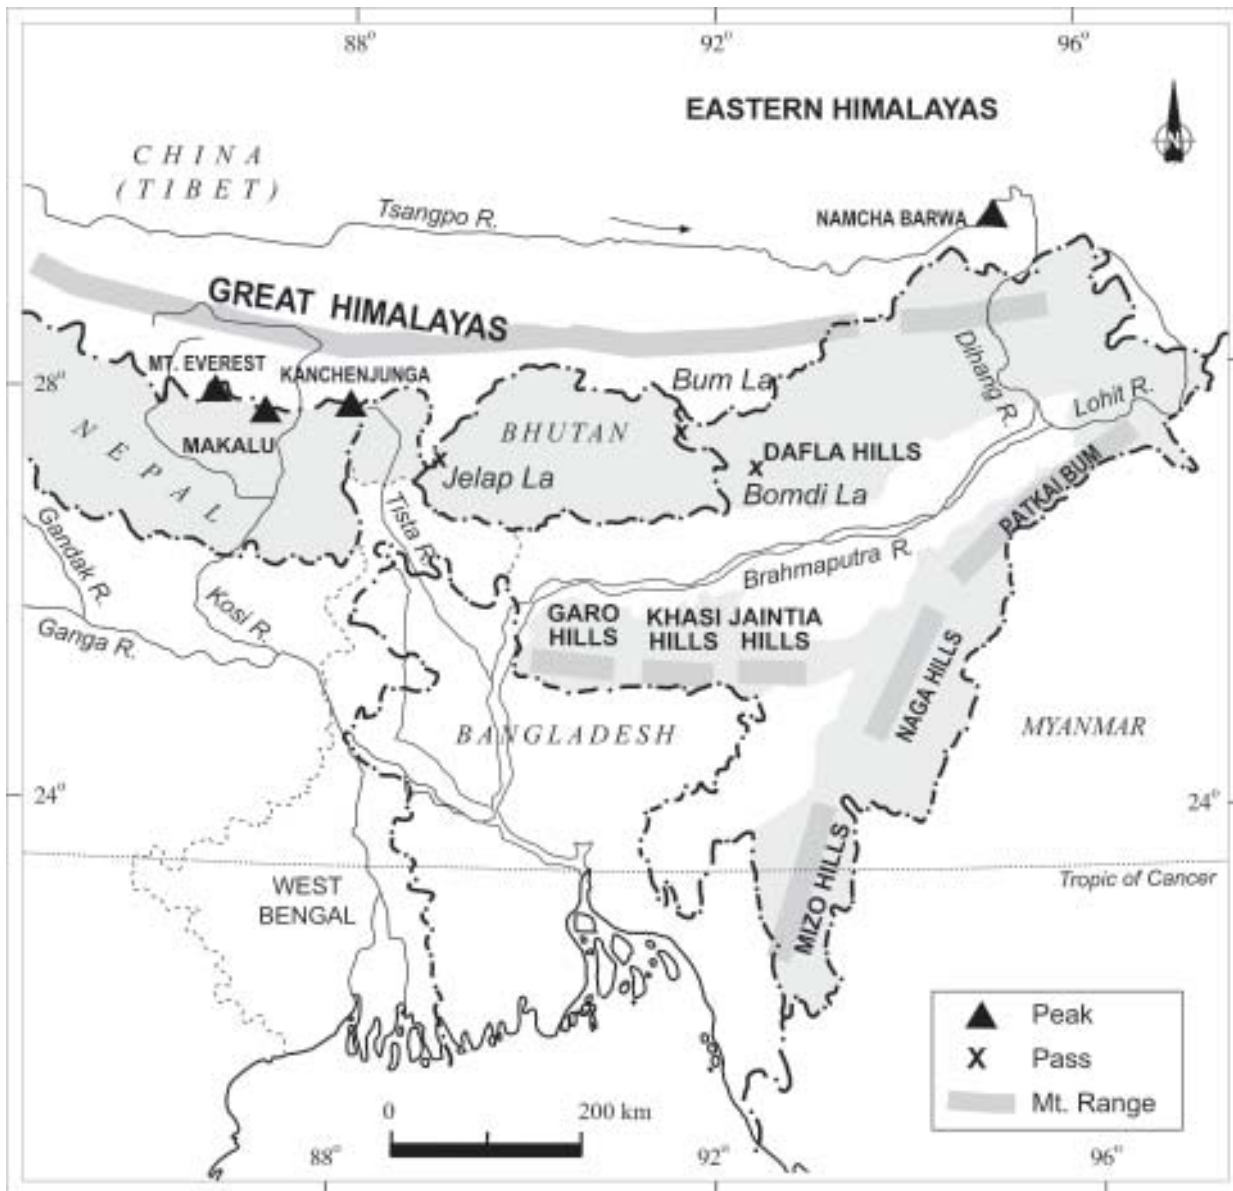 88°
92°
96°
EASTERN HIMALAYAS
N
CHINA
(TIBET)
Tsangpo R.
NAMCHA BARWA
GREAT HIMALAYAS
28°
MT. EVEREST
KANCHENJUNGA
Bum La
Dihang R.
Lohit R.
NEPAL
MAKALU
BHUTAN
DAFLA HILLS
Jelap La
Bomdi La
PATKAI BUM
Tista R.
Gandak R.
Brahmaputra R.
Kosi R.
Ganga R.
GARO
HILLS
KHASI
HILLS
JAINTIA
HILLS
NAGA HILLS
BANGLADESH
MYANMAR
24°
24°
MIZO HILLS
WEST
BENGAL
Tropic of Cancer
Peak
X Pass
Mt. Range
0
200 km
88°
92°
96°